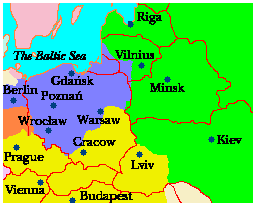 Riga
The Baltic Sea
Vilnius
Gdańsk
Minsk
Berlin
Poznań
Wrocław
Warsaw
Kiev
Prague
Cracow
Lviv
Vienna
Budapest